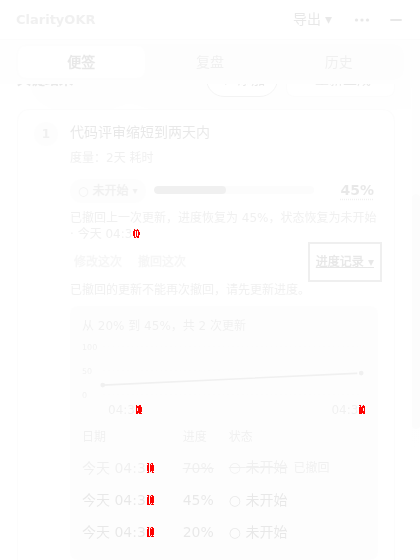 ClarityOKR 导出 ▾ ••• —
便签 复盘 历史
1 代码评审缩短到两天内
度量：2天 耗时
○ 未开始 ▾ 45%
已撤回上一次更新，进度恢复为 45%，状态恢复为未开始
· 今天
修改这次 撤回这次 进度记录 ▾
已撤回的更新不能再次撤回，请先更新进度。
从 20% 到 45%，共 2 次更新
100
50
0
日期 进度 状态
今天 70% ○ 未开始 已撤回
今天 45% ○ 未开始
今天 20% ○ 未开始